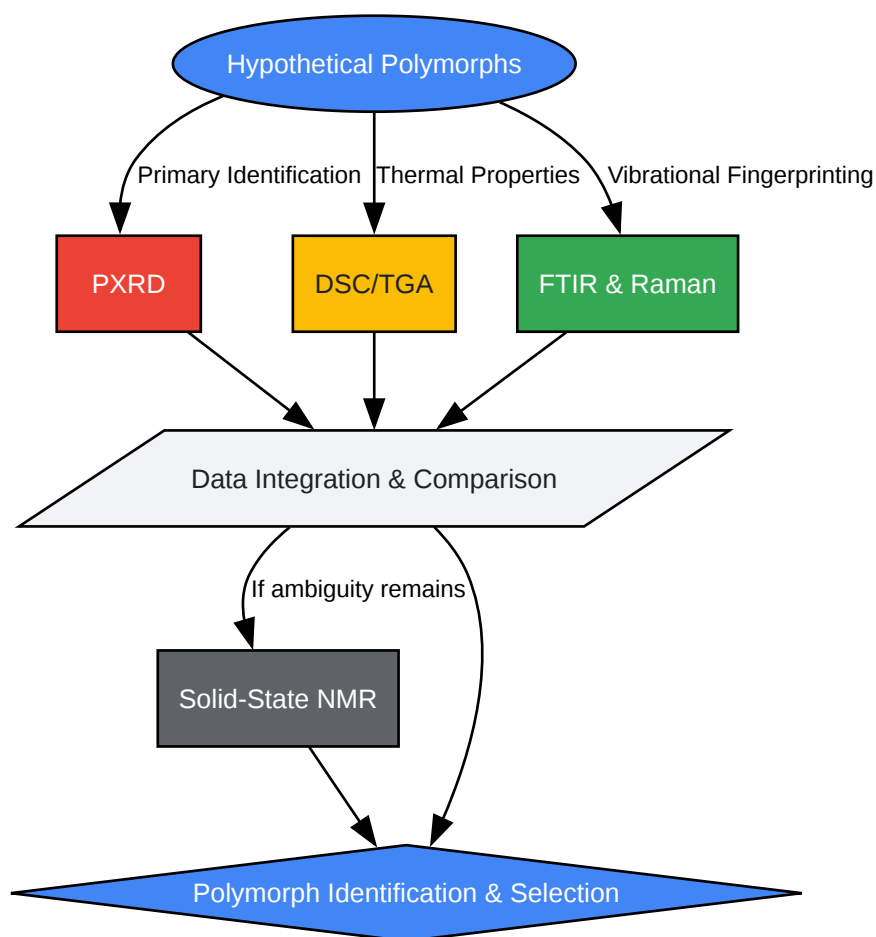 Hypothetical Polymorphs
Primary Identification
Thermal Properties
Vibrational Fingerprinting
PXRD
DSC/TGA
FTIR & Raman
Data Integration & Comparison
If ambiguity remains
Solid-State NMR
Polymorph Identification & Selection